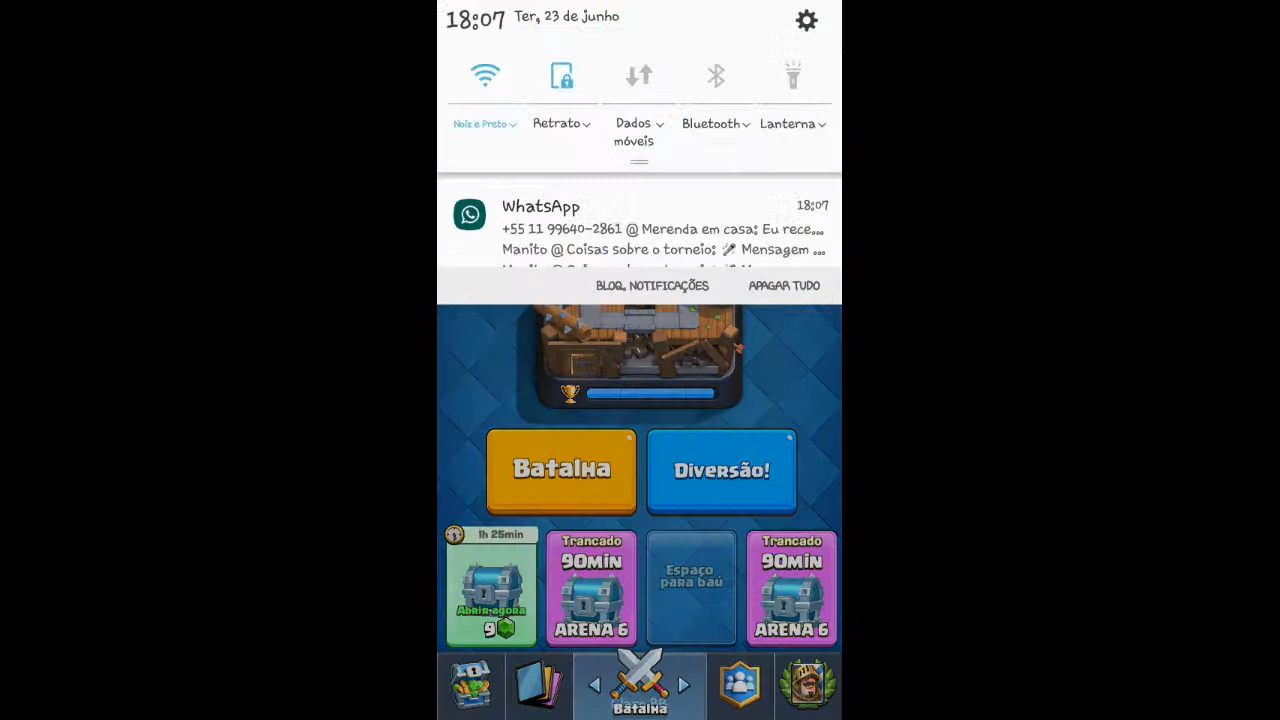 18:07 Ter, 23 de junho
Noiz e Preto Retrato Dados móveis Bluetooth Lanterna
WhatsApp 18:07
+55 11 99640-2861 @ Merenda em casa: Eu rece...
Manito @ Coisas sobre o torneio: 🎤 Mensagem ...
BLOQ. NOTIFICAÇÕES APAGAR TUDO
Batalha Diversão!
1h 25min
Abrir agora
9
Trancado
90MIN
ARENA 6
Espaço
para baú
Trancado
90MIN
ARENA 6
Batalha